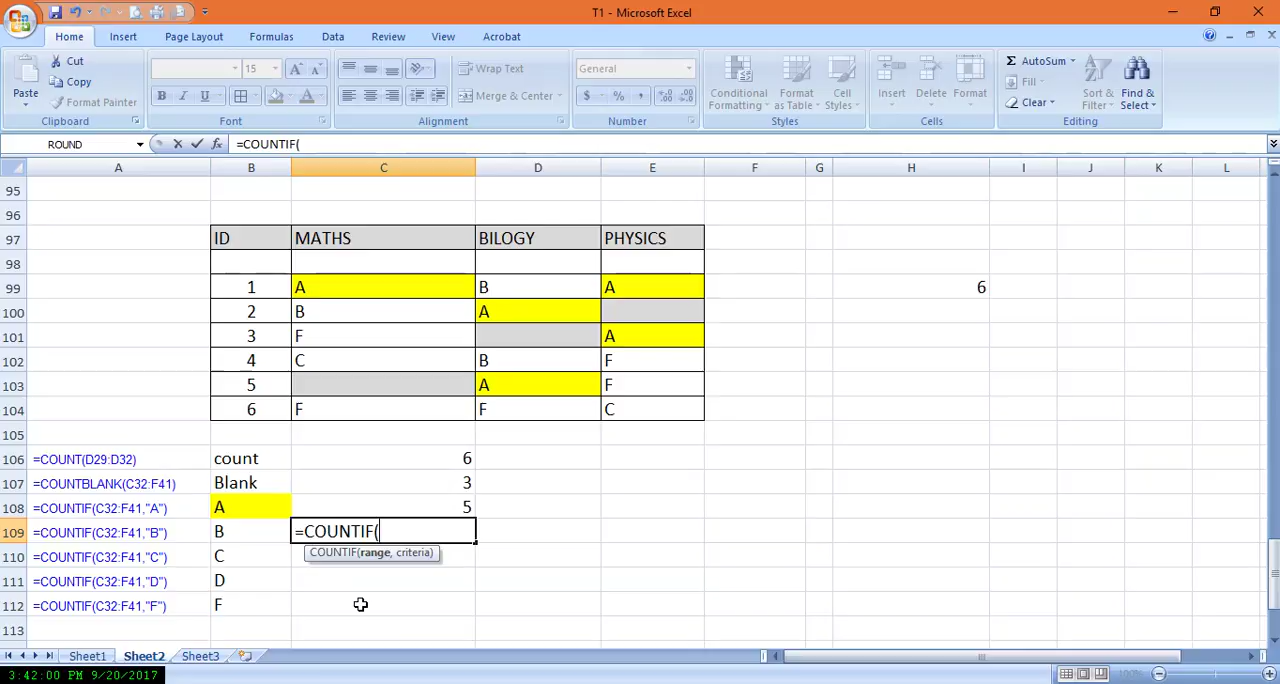 T1 - Microsoft Excel
Home Insert Page Layout Formulas Data Review View Acrobat
Paste Cut Copy Format Painter
Clipboard
15 A A B I U A
Font
Wrap Text Merge & Center
Alignment
General $ % , .0 .00 .00 .0
Number
Conditional Formatting Format as Table Cell Styles
Styles
Insert Delete Format
Cells
Σ AutoSum Fill Clear Sort & Filter Find & Select
Editing
ROUND fx =COUNTIF(
A B C D E F G H I J K L
95
96
97 ID MATHS BILOGY PHYSICS
98
99 1 A B A 6
100 2 B A
101 3 F A
102 4 C B F
103 5 A F
104 6 F F C
105
106 =COUNT(D29:D32) count 6
107 =COUNTBLANK(C32:F41) Blank 3
108 =COUNTIF(C32:F41,"A") A 5
109 =COUNTIF(C32:F41,"B") B =COUNTIF(
COUNTIF(range, criteria)
110 =COUNTIF(C32:F41,"C") C
111 =COUNTIF(C32:F41,"D") D
112 =COUNTIF(C32:F41,"F") F
113
Sheet1 Sheet2 Sheet3
3:42:00 PM 9/20/2017 100%